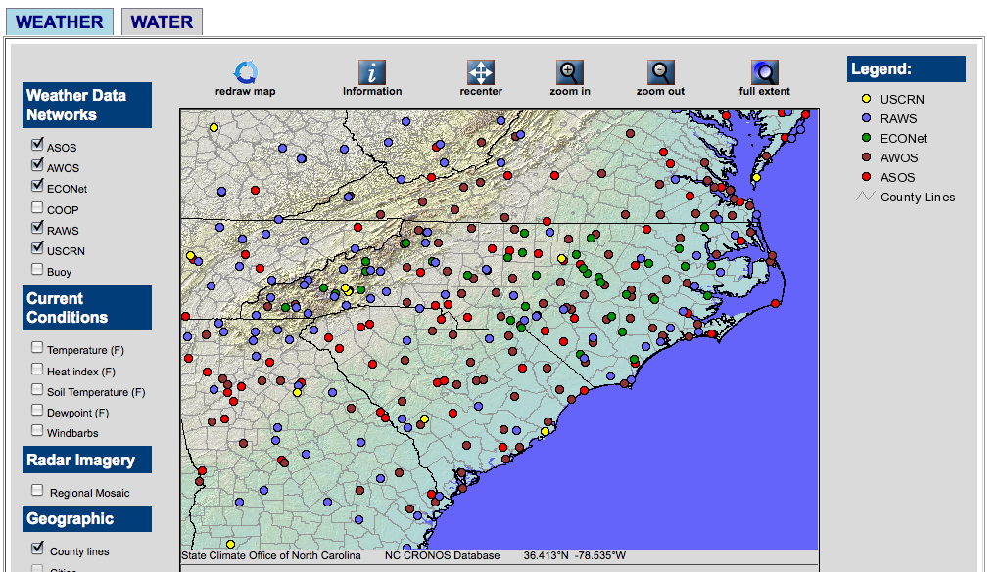 WEATHER WATER
redraw map Information recenter zoom in zoom out full extent
Weather Data
Networks
ASOS
AWOS
ECONet
COOP
RAWS
USCRN
Buoy
Current
Conditions
Temperature (F)
Heat index (F)
Soil Temperature (F)
Dewpoint (F)
Windbarbs
Radar Imagery
Regional Mosaic
Geographic
County lines
Cities
Legend:
USCRN
RAWS
ECONet
AWOS
ASOS
County Lines
State Climate Office of North Carolina NC CRONOS Database 36.413°N -78.535°W